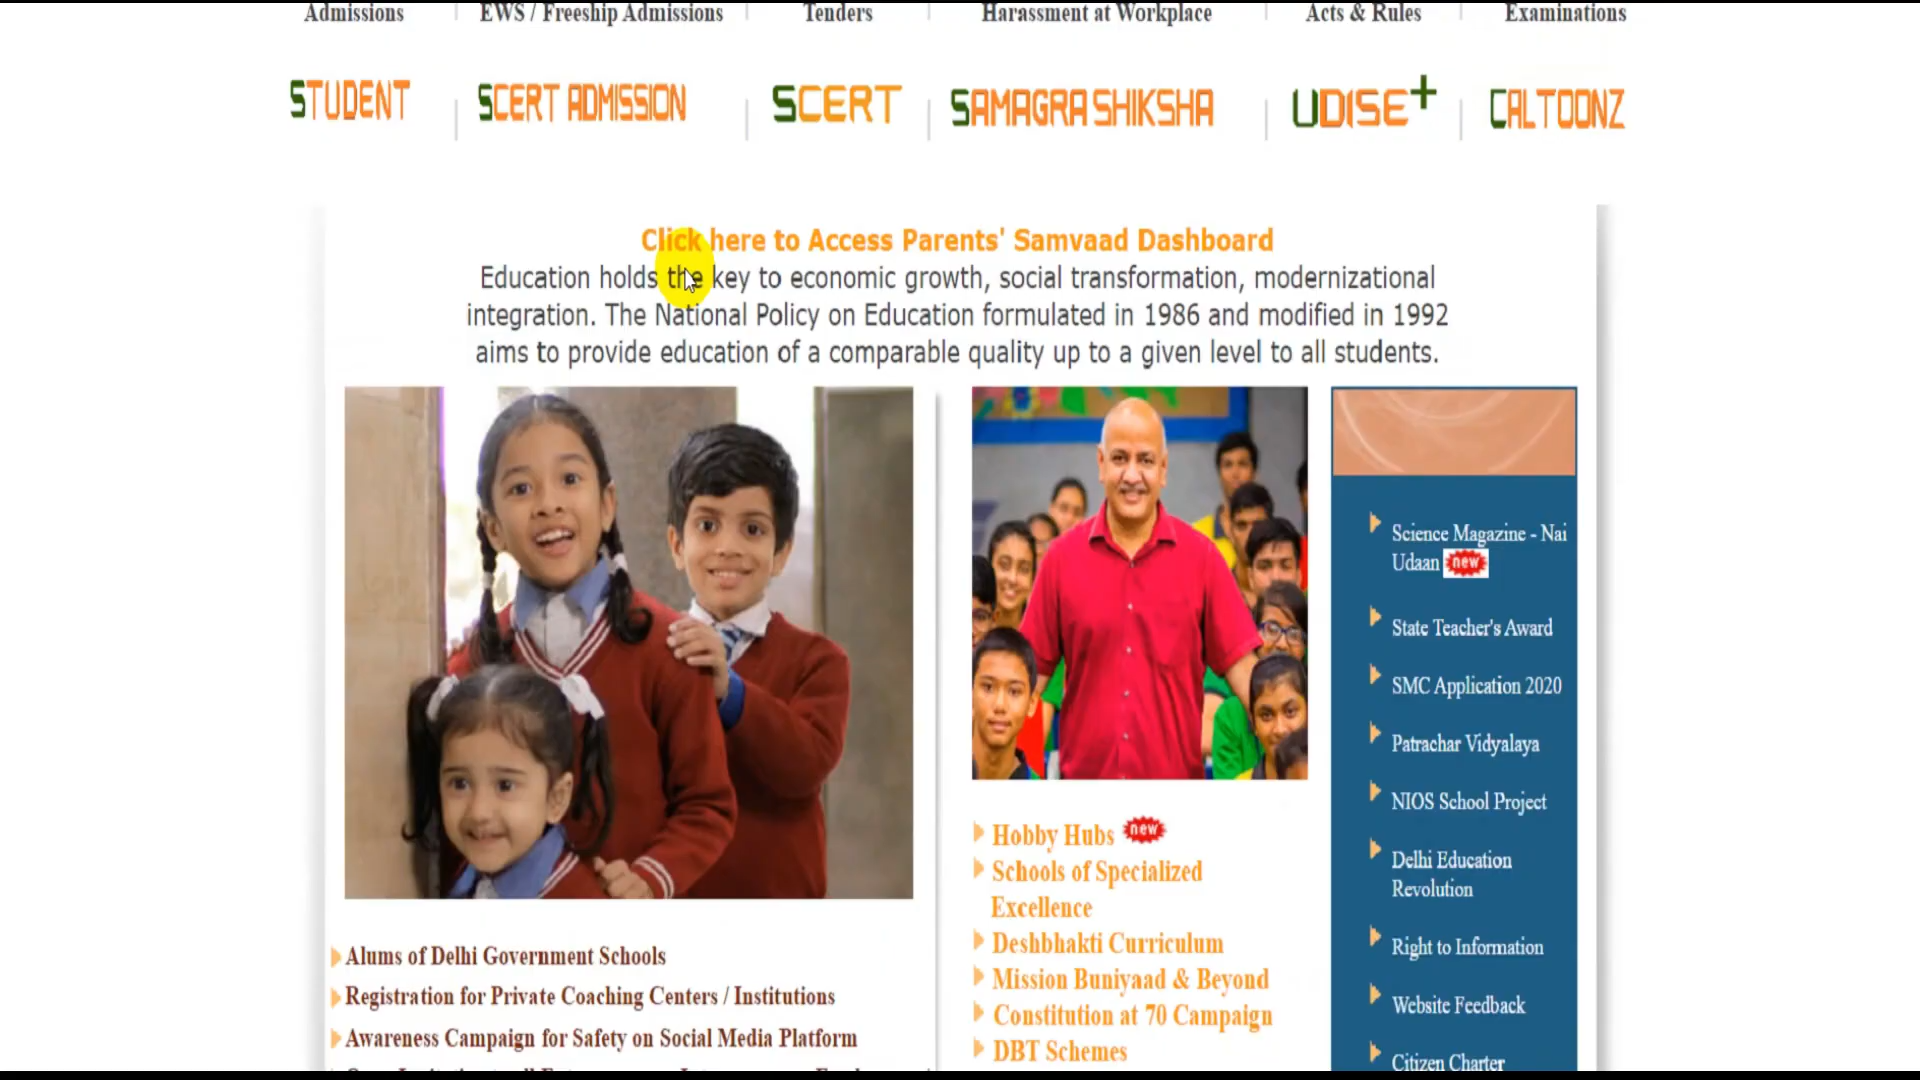 Admissions
EWS / Freeship Admissions
Tenders
Harassment at Workplace
Acts & Rules
Examinations
STUDENT
SCERT ADMISSION
SCERT
SAMAGRA SHIKSHA
UDISE+
CALTOONZ
Click here to Access Parents' Samvaad Dashboard
Education holds the key to economic growth, social transformation, modernizational
integration. The National Policy on Education formulated in 1986 and modified in 1992
aims to provide education of a comparable quality up to a given level to all students.
Alums of Delhi Government Schools
Registration for Private Coaching Centers / Institutions
Awareness Campaign for Safety on Social Media Platform
Hobby Hubs new
Schools of Specialized
Excellence
Deshbhakti Curriculum
Mission Buniyaad & Beyond
Constitution at 70 Campaign
DBT Schemes
Science Magazine - Nai
Udaan new
State Teacher's Award
SMC Application 2020
Patrachar Vidyalaya
NIOS School Project
Delhi Education
Revolution
Right to Information
Website Feedback
Citizen Charter